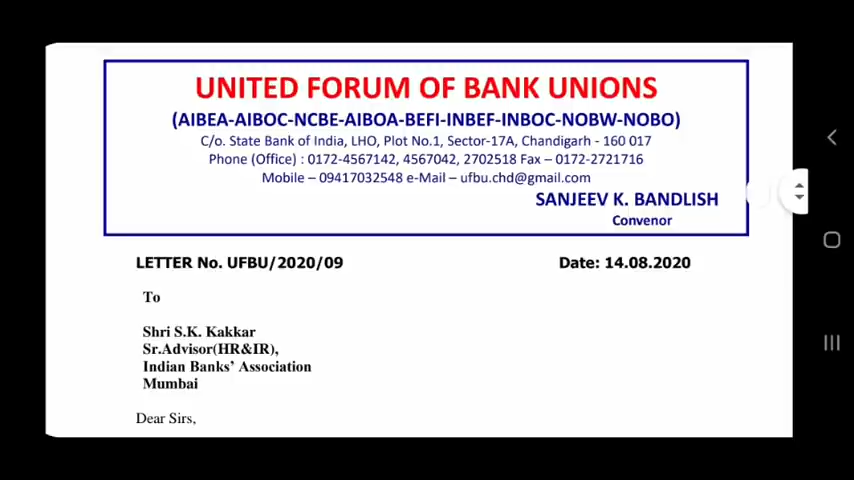 UNITED FORUM OF BANK UNIONS
(AIBEA-AIBOC-NCBE-AIBOA-BEFI-INBEF-INBOC-NOBW-NOBO)
C/o. State Bank of India, LHO, Plot No.1, Sector-17A, Chandigarh - 160 017
Phone (Office) : 0172-4567142, 4567042, 2702518 Fax – 0172-2721716
Mobile – 09417032548 e-Mail – ufbu.chd@gmail.com
SANJEEV K. BANDLISH
Convenor
LETTER No. UFBU/2020/09 Date: 14.08.2020
To
Shri S.K. Kakkar
Sr.Advisor(HR&IR),
Indian Banks' Association
Mumbai
Dear Sirs,